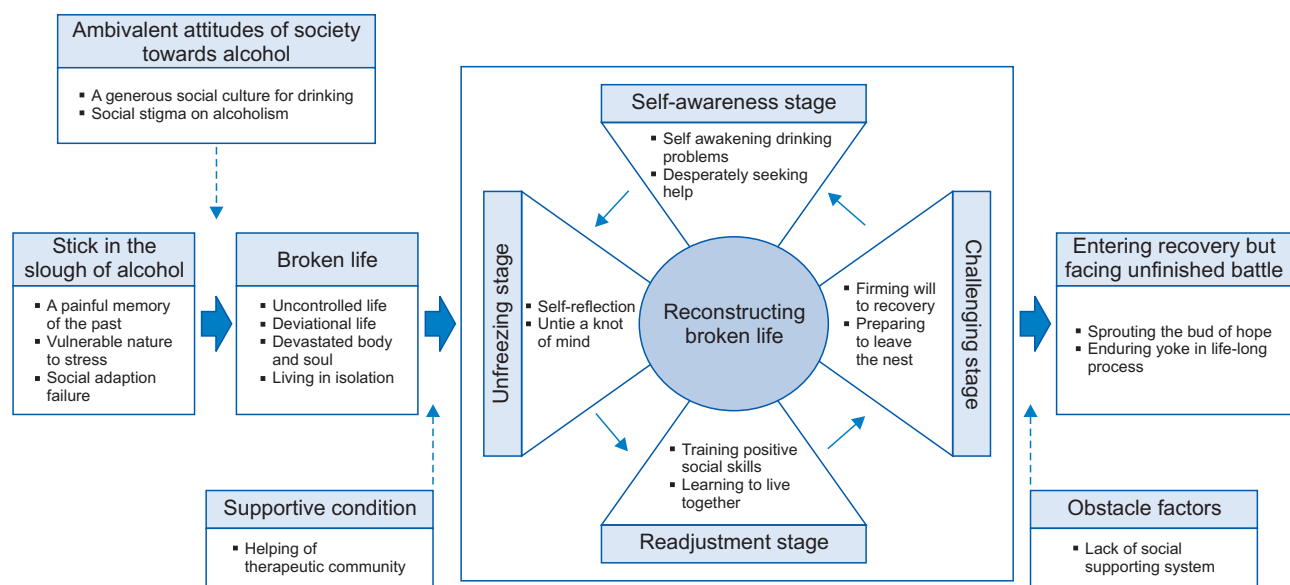 Ambivalent attitudes of society
towards alcohol
▪ A generous social culture for drinking
▪ Social stigma on alcoholism
Stick in the
slough of alcohol
▪ A painful memory
of the past
▪ Vulnerable nature
to stress
▪ Social adaption
failure
Broken life
▪ Uncontrolled life
▪ Deviational life
▪ Devastated body
and soul
▪ Living in isolation
Supportive condition
▪ Helping of
therapeutic community
Self-awareness stage
▪ Self awakening drinking
problems
▪ Desperately seeking
help
Unfreezing stage
▪ Self-reflection
▪ Untie a knot
of mind
Reconstructing
broken life
Readjustment stage
▪ Training positive
social skills
▪ Learning to live
together
Challenging stage
▪ Firming will
to recovery
▪ Preparing
to leave
the nest
Entering recovery but
facing unfinished battle
▪ Sprouting the bud of hope
▪ Enduring yoke in life-long
process
Obstacle factors
▪ Lack of social
supporting system